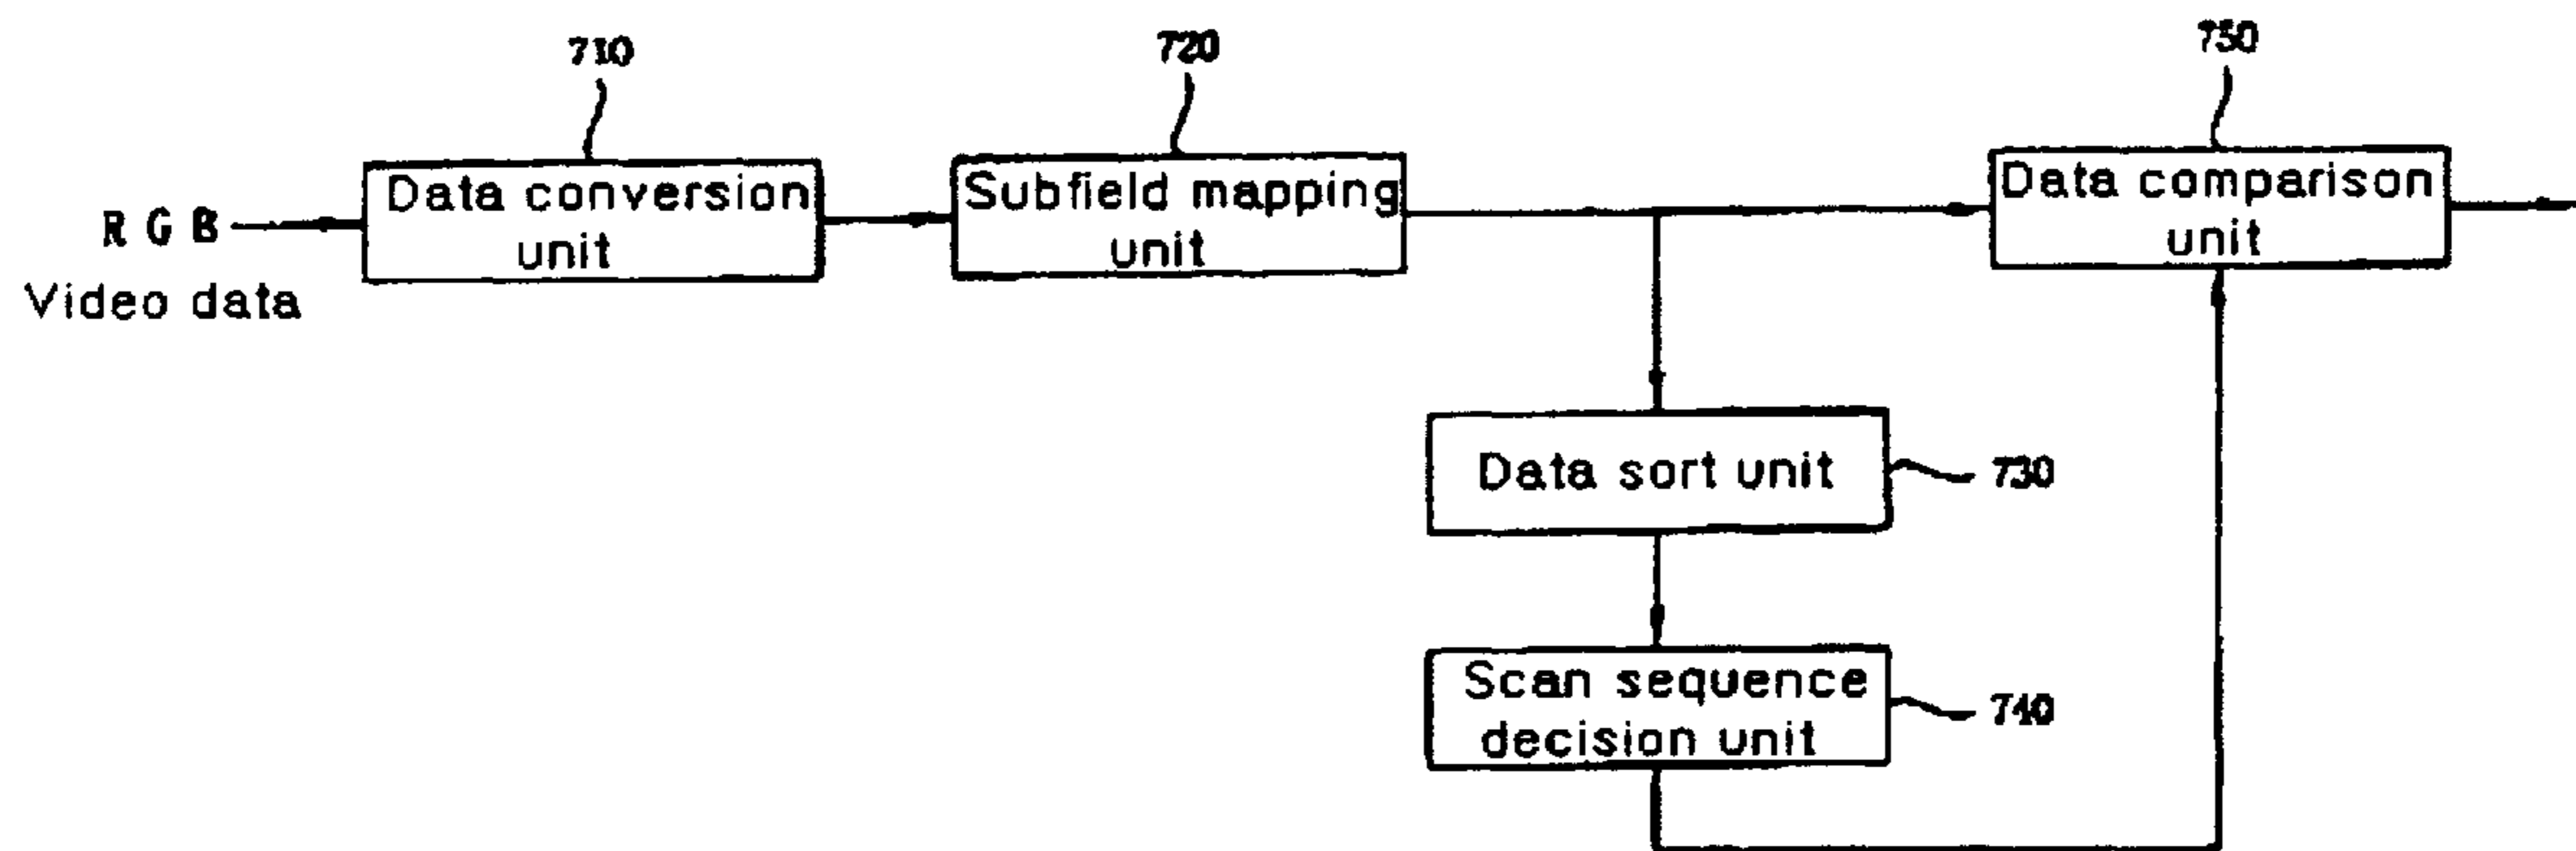 710
720
750
Data conversion
unit
Subfield mapping
unit
Data comparison
unit
R G B
Video data
Data sort unit
730
Scan sequence
decision unit
740